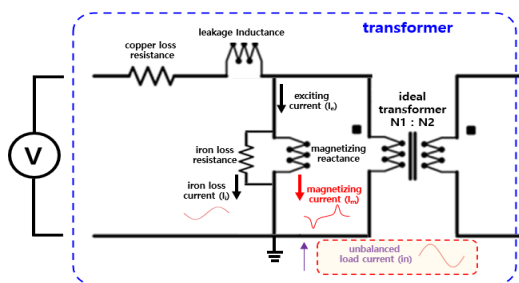 transformer
leakage Inductance
copper loss
resistance
exciting
current (Ie)
ideal
transformer
N1 : N2
iron loss
resistance
magnetizing
reactance
iron loss
current (Ii)
magnetizing
current (Im)
V
unbalanced
load current (in)